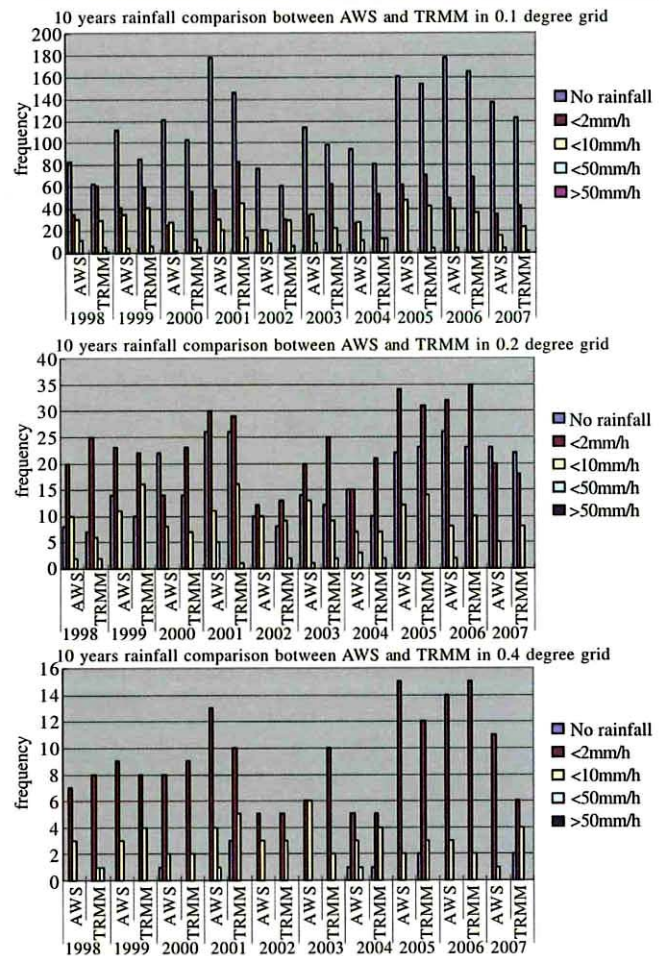 10 years rainfall comparison between AWS and TRMM in 0.1 degree grid
frequency
200
180
160
140
120
100
80
60
40
20
0
No rainfall
<2mm/h
<10mm/h
<50mm/h
>50mm/h
AWS TRMM AWS TRMM AWS TRMM AWS TRMM AWS TRMM AWS TRMM AWS TRMM AWS TRMM AWS TRMM AWS TRMM
1998 1999 2000 2001 2002 2003 2004 2005 2006 2007
10 years rainfall comparison between AWS and TRMM in 0.2 degree grid
frequency
40
35
30
25
20
15
10
5
0
No rainfall
<2mm/h
<10mm/h
<50mm/h
>50mm/h
AWS TRMM AWS TRMM AWS TRMM AWS TRMM AWS TRMM AWS TRMM AWS TRMM AWS TRMM AWS TRMM AWS TRMM
1998 1999 2000 2001 2002 2003 2004 2005 2006 2007
10 years rainfall comparison between AWS and TRMM in 0.4 degree grid
frequency
16
14
12
10
8
6
4
2
0
No rainfall
<2mm/h
<10mm/h
<50mm/h
>50mm/h
AWS TRMM AWS TRMM AWS TRMM AWS TRMM AWS TRMM AWS TRMM AWS TRMM AWS TRMM AWS TRMM AWS TRMM
1998 1999 2000 2001 2002 2003 2004 2005 2006 2007